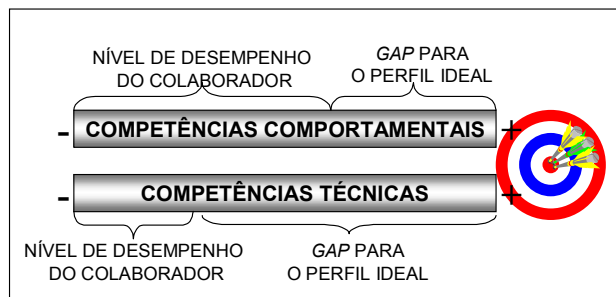 NÍVEL DE DESEMPENHO
DO COLABORADOR
GAP PARA
O PERFIL IDEAL
- COMPETÊNCIAS COMPORTAMENTAIS +
- COMPETÊNCIAS TÉCNICAS +
NÍVEL DE DESEMPENHO
DO COLABORADOR
GAP PARA
O PERFIL IDEAL